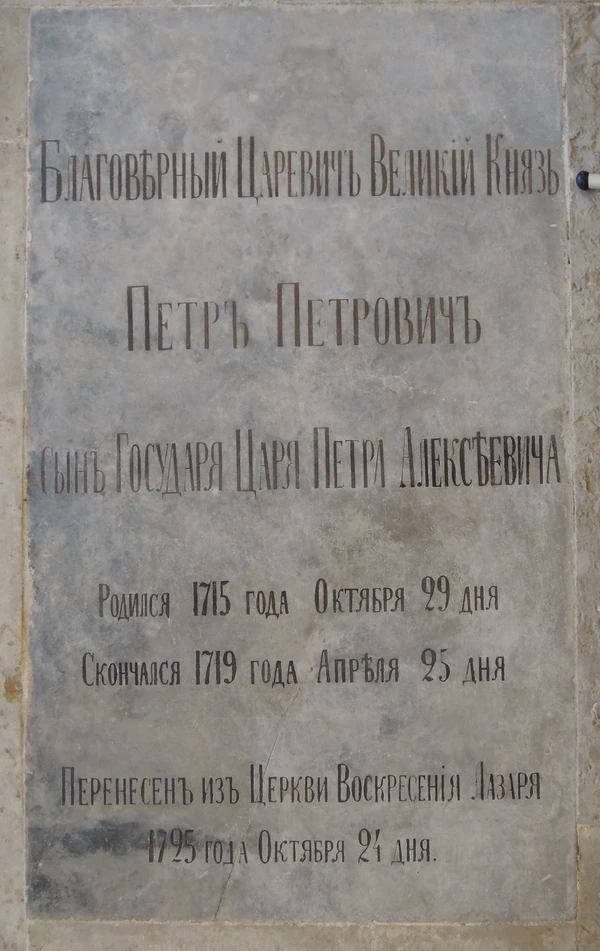 Благовѣрный Царевичъ Великій Князь
Петръ Петровичъ
сынъ Государя Царя Петра Алексѣевича
Родился 1715 года Октября 29 дня
Скончался 1719 года Апрѣля 25 дня
Перенесенъ изъ Церкви Воскресенія Лазаря
1725 года Октября 24 дня.